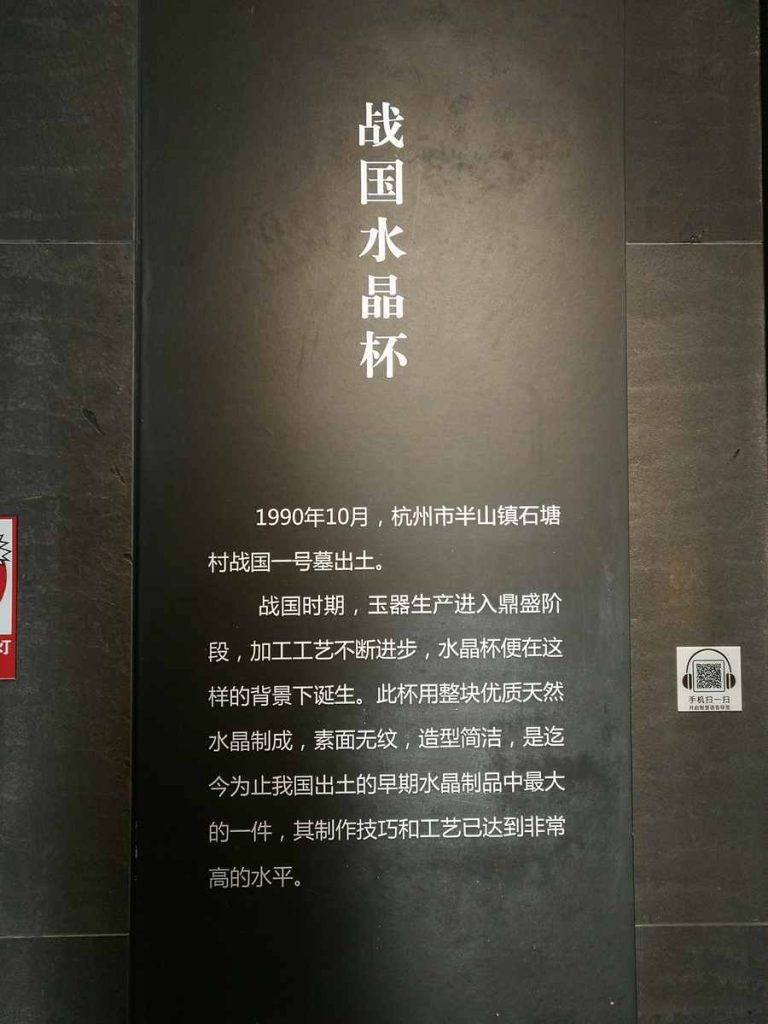 战国水晶杯
1990年10月，杭州市半山镇石塘
村战国一号墓出土。
战国时期，玉器生产进入鼎盛阶
段，加工工艺不断进步，水晶杯便在这
样的背景下诞生。此杯用整块优质天然
水晶制成，素面无纹，造型简洁，是迄
今为止我国出土的早期水晶制品中最大
的一件，其制作技巧和工艺已达到非常
高的水平。
灯
手机扫一扫